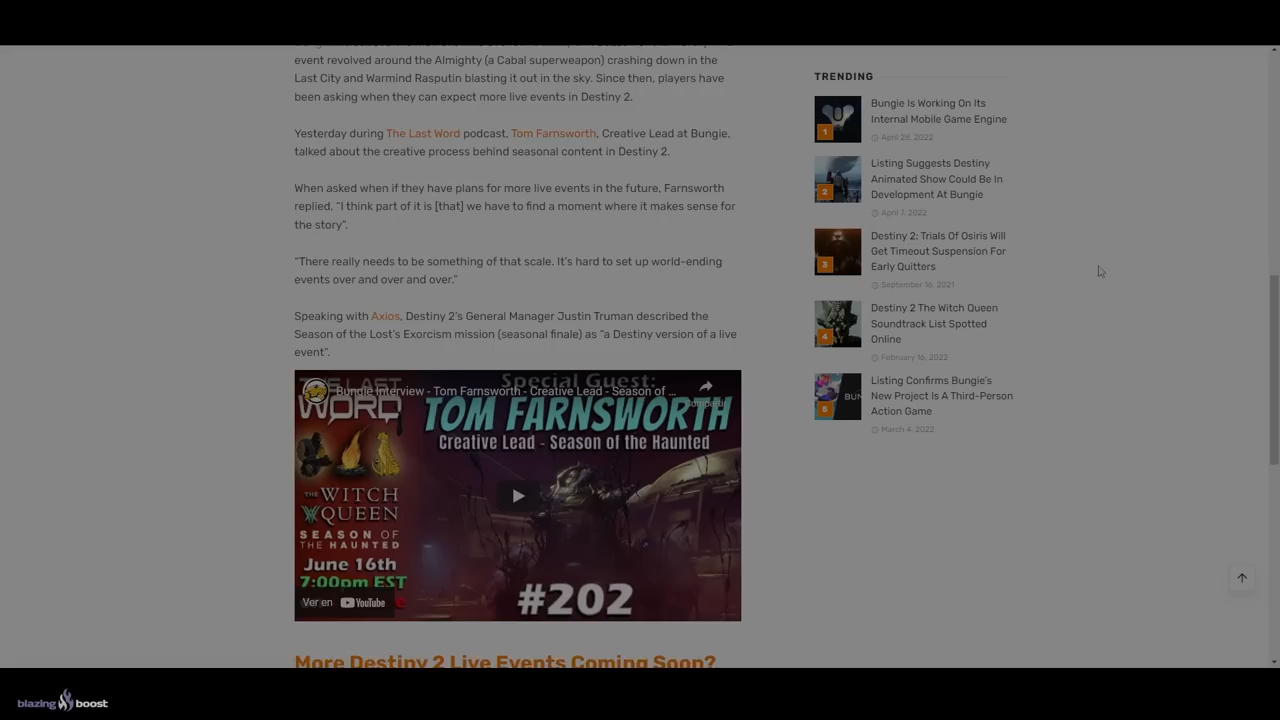 event revolved around the Almighty (a Cabal superweapon) crashing down in the
Last City and Warmind Rasputin blasting it out in the sky. Since then, players have
been asking when they can expect more live events in Destiny 2.
Yesterday during The Last Word podcast, Tom Farnsworth, Creative Lead at Bungie,
talked about the creative process behind seasonal content in Destiny 2.
When asked when if they have plans for more live events in the future, Farnsworth
replied, “I think part of it is [that] we have to find a moment where it makes sense for
the story”.
“There really needs to be something of that scale. It’s hard to set up world-ending
events over and over and over.”
Speaking with Axios, Destiny 2’s General Manager Justin Truman described the
Season of the Lost’s Exorcism mission (seasonal finale) as “a Destiny version of a live
event”.
Bungie Interview - Tom Farnsworth - Creative Lead - Season of ...
Special Guest:
THE LAST
WORD
TOM FARNSWORTH
Creative Lead - Season of the Haunted
THE
WITCH
QUEEN
SEASON OF
THE HAUNTED
June 16th
7:00pm EST
#202
Ver en YouTube
More Destiny 2 Live Events Coming Soon?
TRENDING
1
Bungie Is Working On Its
Internal Mobile Game Engine
April 28, 2022
2
Listing Suggests Destiny
Animated Show Could Be In
Development At Bungie
April 7, 2022
3
Destiny 2: Trials Of Osiris Will
Get Timeout Suspension For
Early Quitters
September 16, 2021
4
Destiny 2 The Witch Queen
Soundtrack List Spotted
Online
February 16, 2022
5
BUN
Listing Confirms Bungie’s
New Project Is A Third-Person
Action Game
March 4, 2022
blazing boost